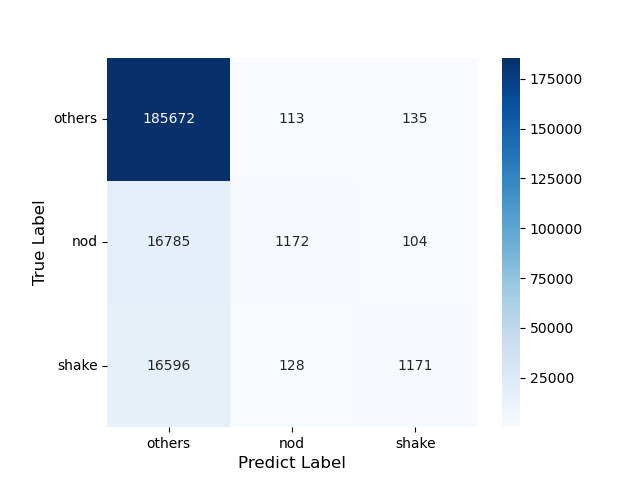 others 185672 113 135
nod 16785 1172 104
shake 16596 128 1171
others nod shake
Predict Label
True Label
175000
150000
125000
100000
75000
50000
25000